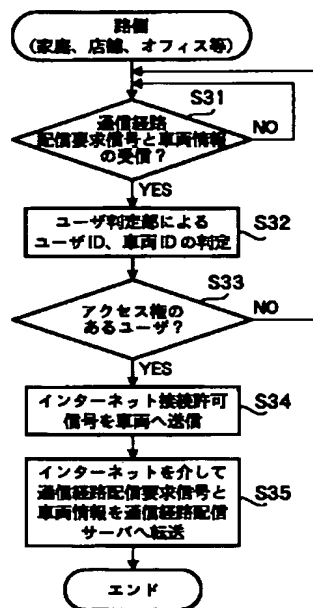 路側
(家庭、店舗、オフィス等)
S31
通信経路
配信要求信号と車両情報
の受信?
NO
YES
ユーザ判定部による
ユーザID、車両IDの判定
S32
S33
アクセス権の
あるユーザ?
NO
YES
インターネット接続許可
信号を車両へ送信
S34
インターネットを介して
通信経路配信要求信号と
車両情報を通信経路配信
サーバへ転送
S35
エンド